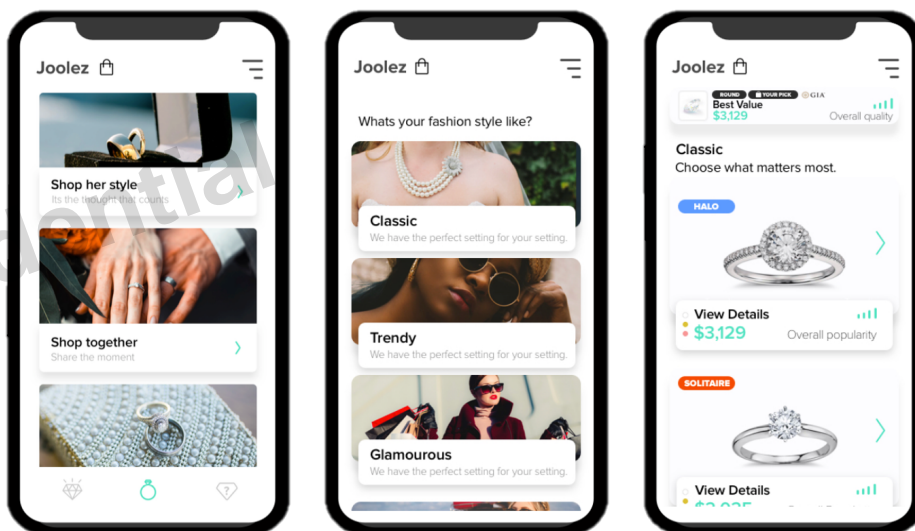 Joolez
Shop her style
Its the thought that counts
Shop together
Share the moment
Joolez
Whats your fashion style like?
Classic
We have the perfect setting for your setting.
Trendy
We have the perfect setting for your setting.
Glamourous
We have the perfect setting for your setting.
Joolez
ROUND YOUR PICK GIA
Best Value
$3,129 Overall quality
Classic
Choose what matters most.
HALO
View Details
$3,129 Overall popularity
SOLITAIRE
View Details